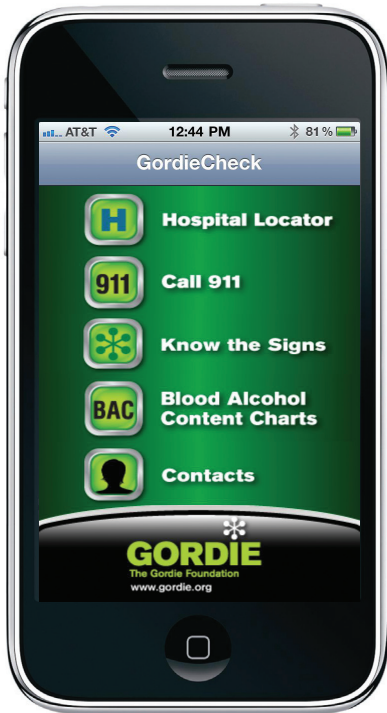 AT&T 12:44 PM 81%
GordieCheck
H Hospital Locator
911 Call 911
Know the Signs
BAC Blood Alcohol
Content Charts
Contacts
GORDIE
The Gordie Foundation
www.gordie.org